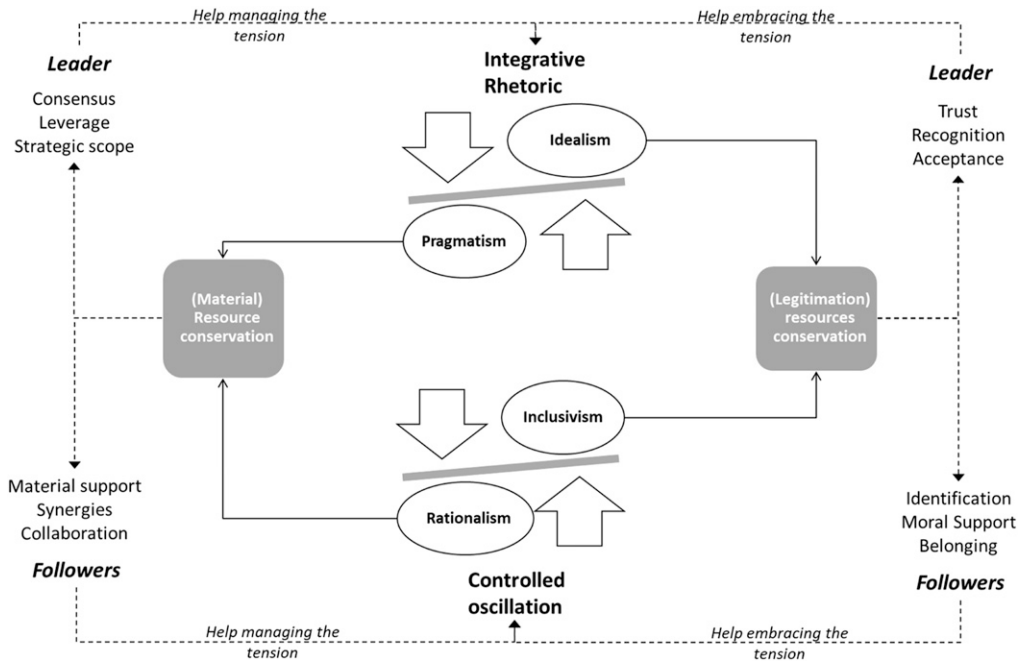 Help managing the
tension
Help embracing the
tension
Leader
Consensus
Leverage
Strategic scope
Integrative
Rhetoric
Leader
Trust
Recognition
Acceptance
Idealism
Pragmatism
(Material)
Resource
conservation
(Legitimation)
resources
conservation
Inclusivism
Rationalism
Material support
Synergies
Collaboration
Followers
Identification
Moral Support
Belonging
Followers
Controlled
oscillation
Help managing the
tension
Help embracing the
tension